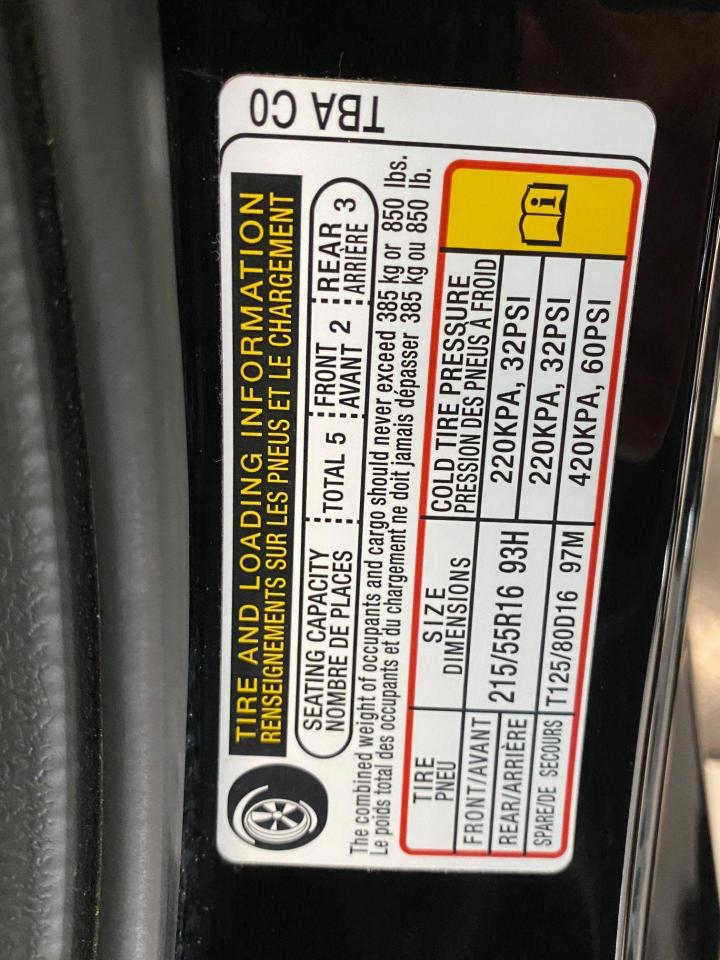 TBA C0
TIRE AND LOADING INFORMATION
RENSEIGNEMENTS SUR LES PNEUS ET LE CHARGEMENT
SEATING CAPACITY
NOMBRE DE PLACES
TOTAL 5
FRONT
AVANT 2
REAR
ARRIÈRE 3
The combined weight of occupants and cargo should never exceed 385 kg or 850 lbs.
Le poids total des occupants et du chargement ne doit jamais dépasser 385 kg ou 850 lb.
TIRE
PNEU
SIZE
DIMENSIONS
COLD TIRE PRESSURE
PRESSION DES PNEUS A FROID
FRONT/AVANT
215/55R16 93H
220KPA, 32PSI
REAR/ARRIÈRE
220KPA, 32PSI
SPARE/DE SECOURS
T125/80D16 97M
420KPA, 60PSI